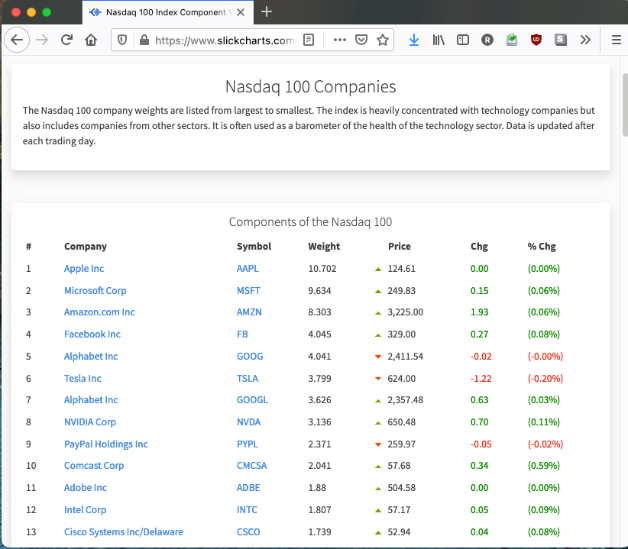 Nasdaq 100 Index Component
https://www.slickcharts.com
Nasdaq 100 Companies
The Nasdaq 100 company weights are listed from largest to smallest. The index is heavily concentrated with technology companies but
also includes companies from other sectors. It is often used as a barometer of the health of the technology sector. Data is updated after
each trading day.
Components of the Nasdaq 100
# Company Symbol Weight Price Chg % Chg
1 Apple Inc AAPL 10.702 124.61 0.00 (0.00%)
2 Microsoft Corp MSFT 9.634 249.83 0.15 (0.06%)
3 Amazon.com Inc AMZN 8.303 3,225.00 1.93 (0.06%)
4 Facebook Inc FB 4.045 329.00 0.27 (0.08%)
5 Alphabet Inc GOOG 4.041 2,411.54 -0.02 (-0.00%)
6 Tesla Inc TSLA 3.799 624.00 -1.22 (-0.20%)
7 Alphabet Inc GOOGL 3.626 2,357.48 0.63 (0.03%)
8 NVIDIA Corp NVDA 3.136 650.48 0.70 (0.11%)
9 PayPal Holdings Inc PYPL 2.371 259.97 -0.05 (-0.02%)
10 Comcast Corp CMCSA 2.041 57.68 0.34 (0.59%)
11 Adobe Inc ADBE 1.88 504.58 0.00 (0.00%)
12 Intel Corp INTC 1.807 57.17 0.05 (0.09%)
13 Cisco Systems Inc/Delaware CSCO 1.739 52.94 0.04 (0.08%)